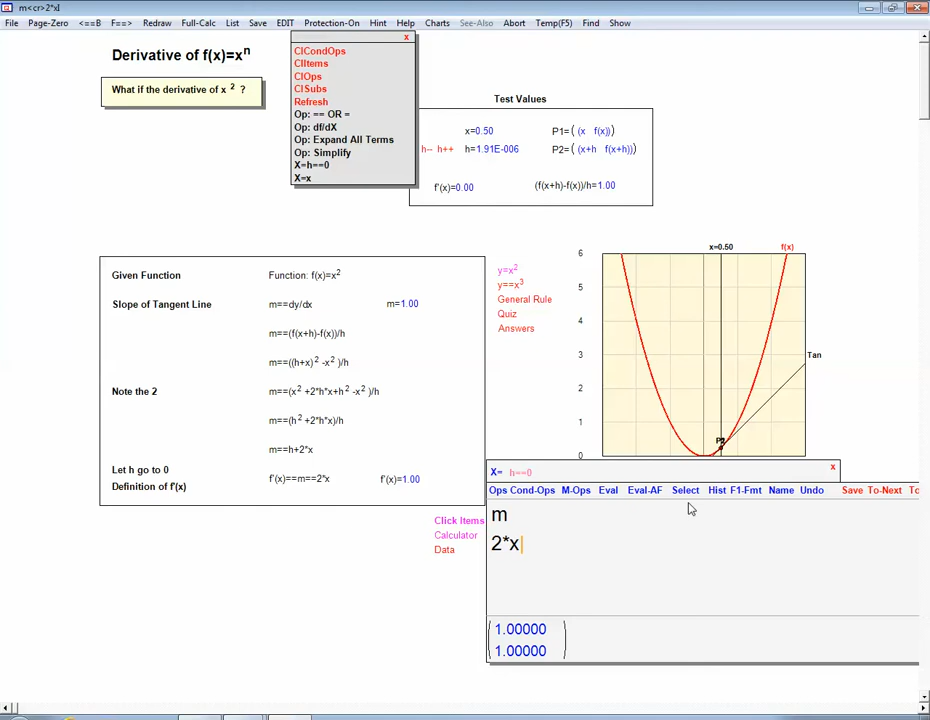 m<cr>2*x|
File Page-Zero <==B F==> Redraw Full-Calc List Save EDIT Protection-On Hint Help Charts See-Also Abort Temp(F5) Find Show
Derivative of f(x)=xⁿ
What if the derivative of x ² ?
x
ClCondOps
ClItems
ClOps
ClSubs
Refresh
Op: == OR =
Op: df/dX
Op: Expand All Terms
Op: Simplify
X=h==0
X=x
Test Values
x=0.50 P1=( (x f(x)) )
h-- h++ h=1.91E-006 P2=( (x+h f(x+h)) )
f'(x)=0.00 (f(x+h)-f(x))/h=1.00
Given Function Function: f(x)=x²
Slope of Tangent Line m==dy/dx m=1.00
m==(f(x+h)-f(x))/h
m==((h+x)² -x² )/h
Note the 2 m==(x² +2*h*x+h² -x² )/h
m==(h² +2*h*x)/h
m==h+2*x
Let h go to 0
Definition of f'(x) f'(x)==m==2*x f'(x)=1.00
y=x²
y==x³
General Rule
Quiz
Answers
x=0.50 f(x)
6
5
4
3
2
1
0
Tan
Click Items
Calculator
Data
X= h==0 x
Ops Cond-Ops M-Ops Eval Eval-AF Select Hist F1-Fmt Name Undo Save To-Next To
m
2*x
1.00000
1.00000